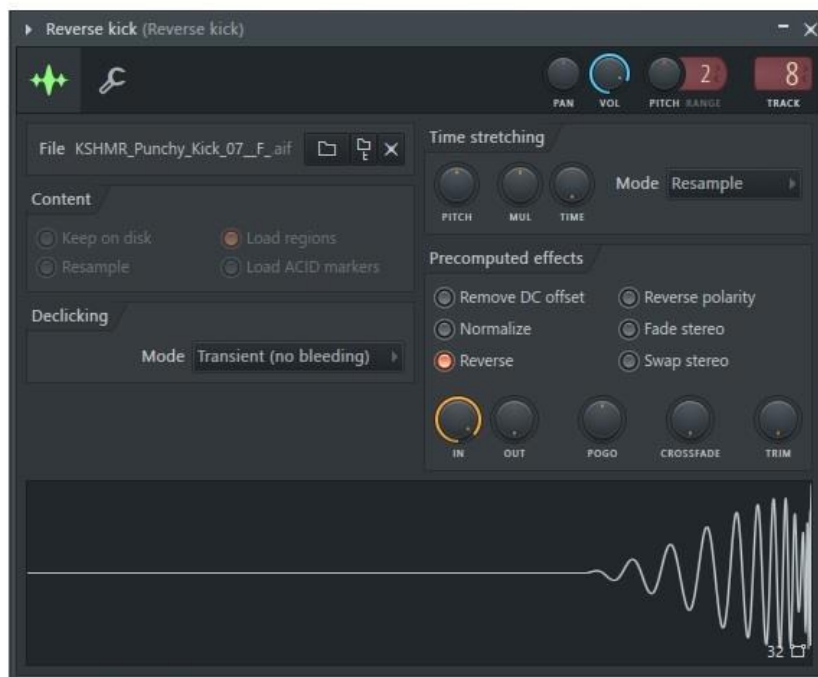 Reverse kick (Reverse kick)
PAN VOL PITCH RANGE 2 8 TRACK
File KSHMR_Punchy_Kick_07__F_.aif
E
Content
Keep on disk Load regions
Resample Load ACID markers
Declicking
Mode Transient (no bleeding)
Time stretching
PITCH MUL TIME Mode Resample
Precomputed effects
Remove DC offset Reverse polarity
Normalize Fade stereo
Reverse Swap stereo
IN OUT POGO CROSSFADE TRIM
32